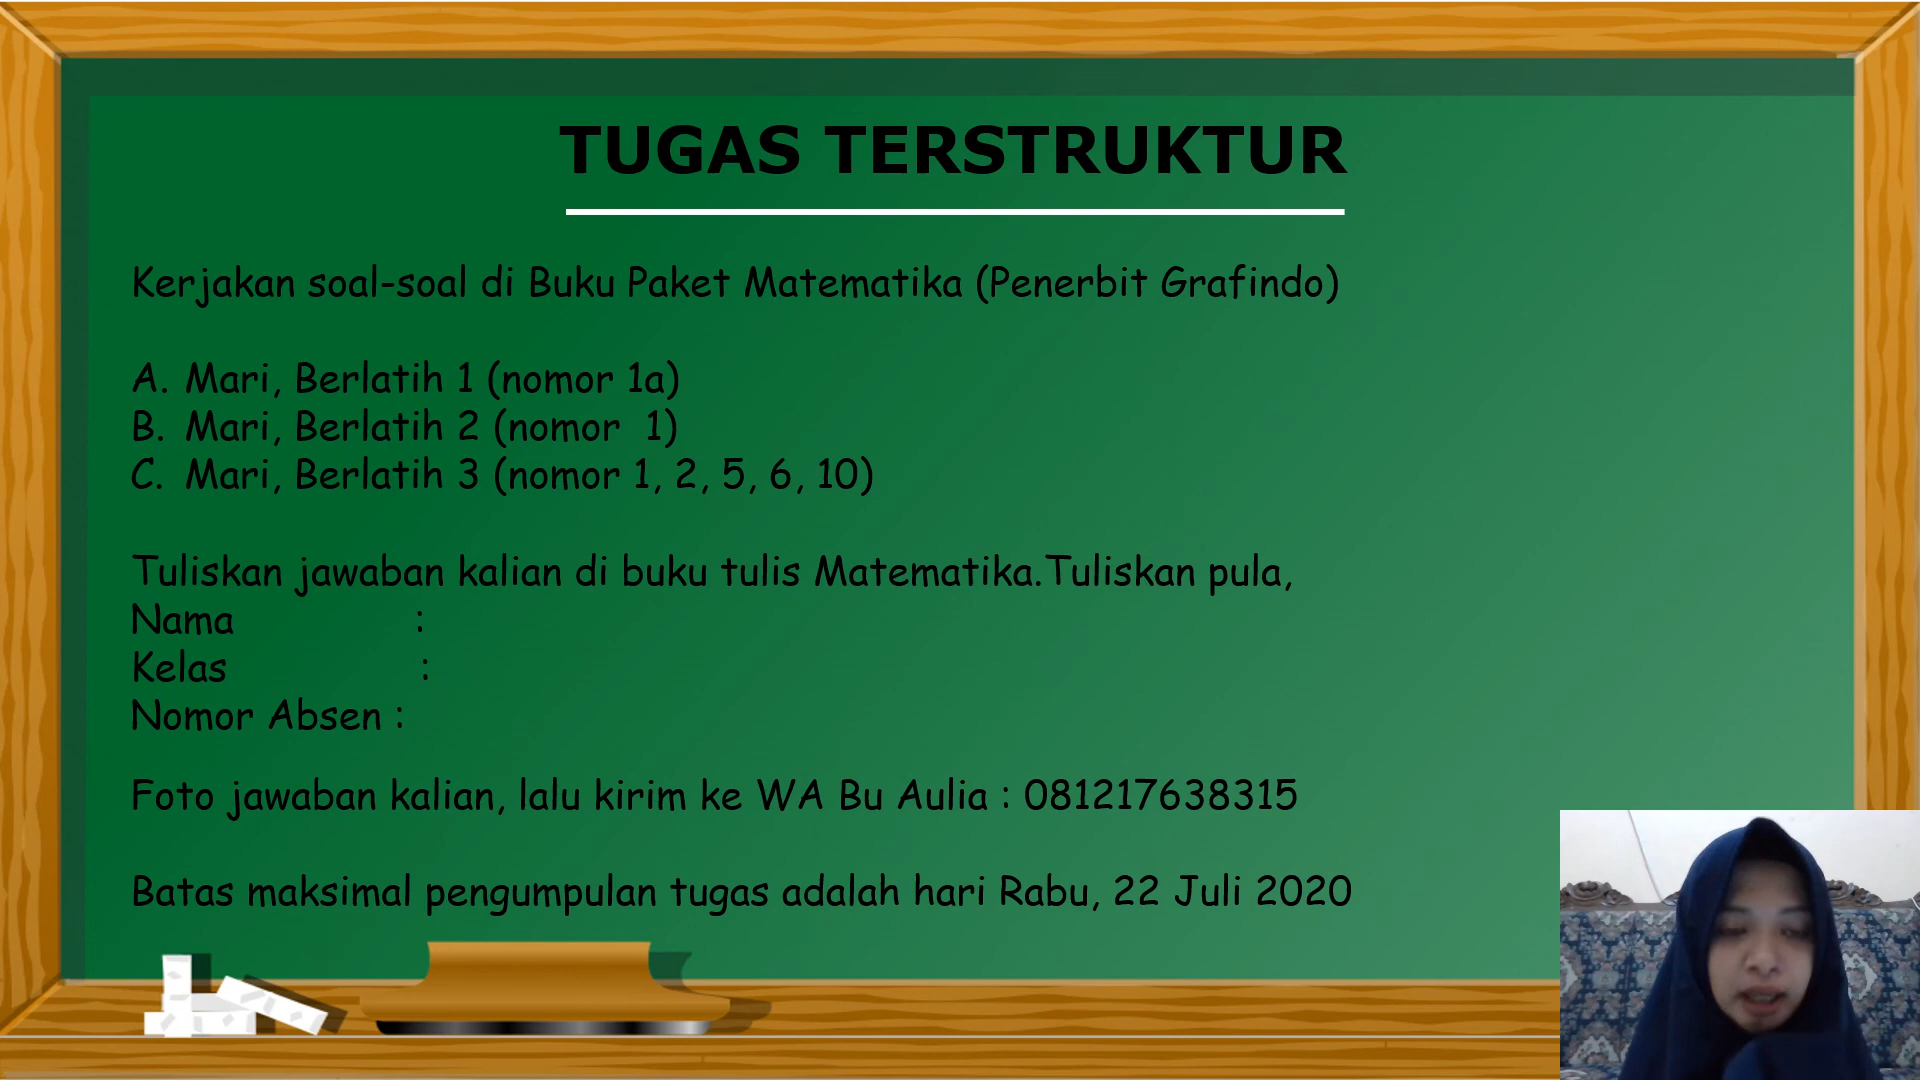 TUGAS TERSTRUKTUR
Kerjakan soal-soal di Buku Paket Matematika (Penerbit Grafindo)
A. Mari, Berlatih 1 (nomor 1a)
B. Mari, Berlatih 2 (nomor  1)
C. Mari, Berlatih 3 (nomor 1, 2, 5, 6, 10)
Tuliskan jawaban kalian di buku tulis Matematika.Tuliskan pula,
Nama :
Kelas :
Nomor Absen :
Foto jawaban kalian, lalu kirim ke WA Bu Aulia : 081217638315
Batas maksimal pengumpulan tugas adalah hari Rabu, 22 Juli 2020